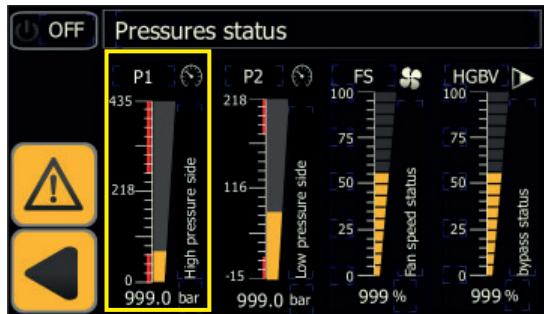 OFF
Pressures status
P1
435
218
0
High pressure side
999.0 bar
P2
218
116
-15
Low pressure side
999.0 bar
FS
100
75
50
25
0
Fan speed status
999 %
HGBV
100
75
50
25
0
bypass status
999 %